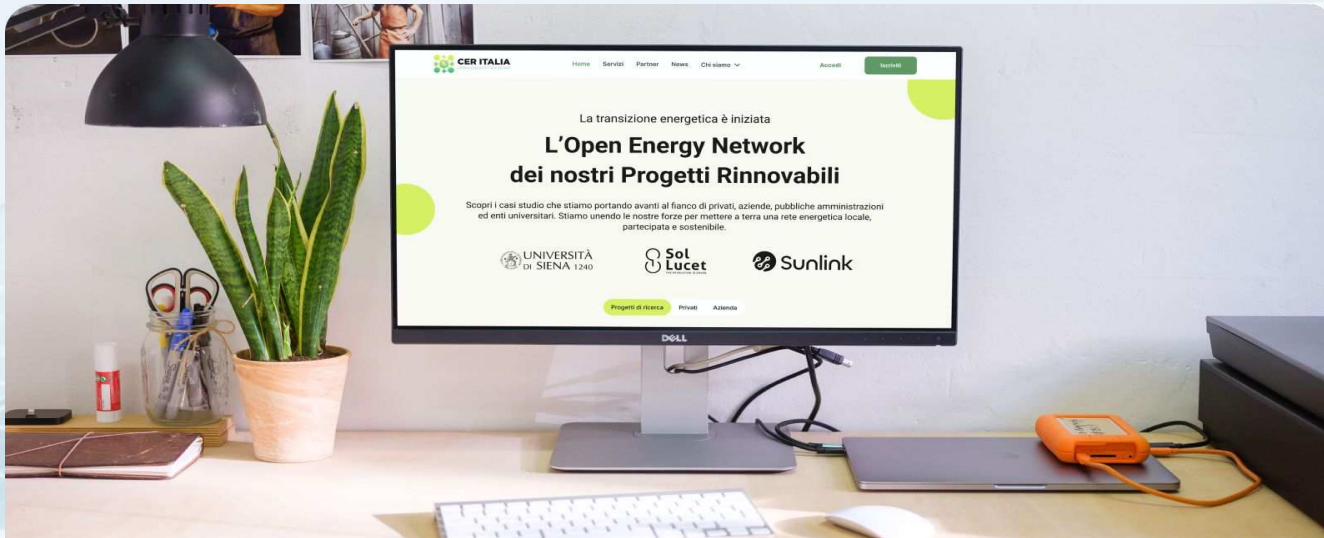 CER ITALIA
Home Servizi Partner News Chi siamo
Accedi
Iscriviti
La transizione energetica è iniziata
L'Open Energy Network
dei nostri Progetti Rinnovabili
Scopri i casi studio che stiamo portando avanti al fianco di privati, aziende, pubbliche amministrazioni
ed enti universitari. Stiamo unendo le nostre forze per mettere a terra una rete energetica locale,
partecipata e sostenibile.
UNIVERSITÀ
DI SIENA 1240
Sol
Lucet
Sunlink
Progetti di ricerca Privati Azienda
DELL